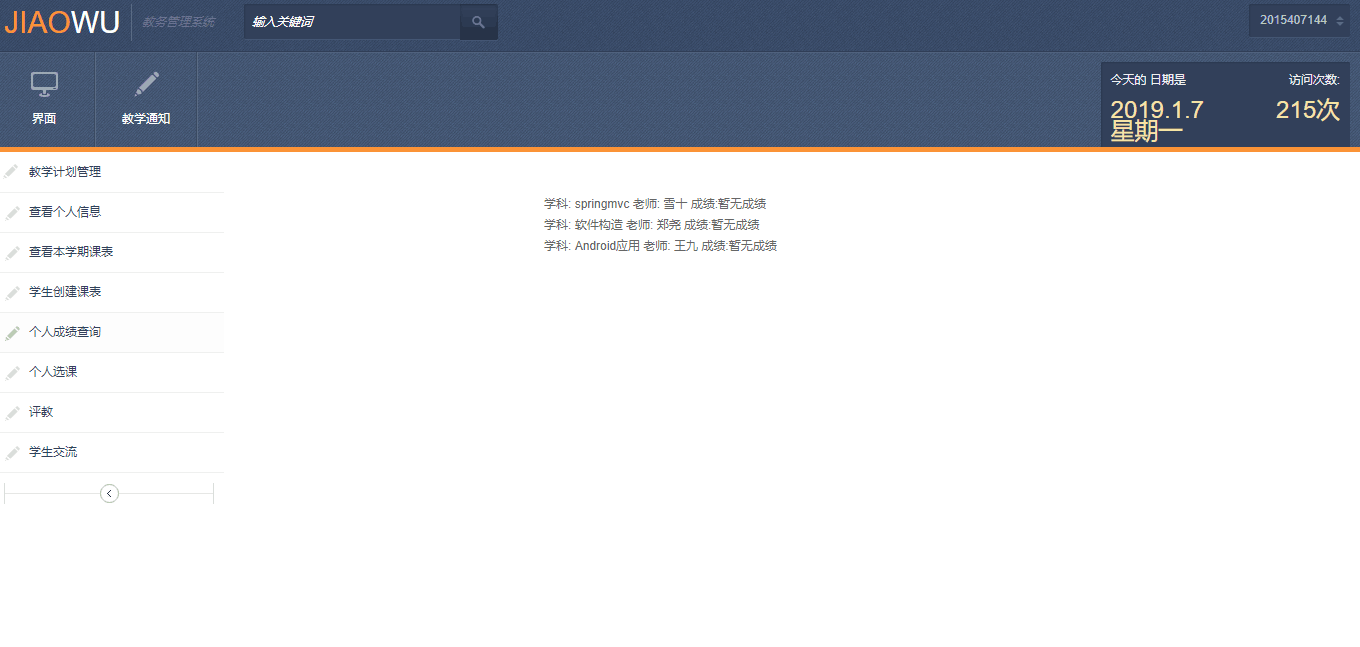 JIAOWU
教务管理系统
输入关键词
2015407144
界面
教学通知
今天的 日期是
访问次数:
2019.1.7
215次
星期一
教学计划管理
查看个人信息
查看本学期课表
学生创建课表
个人成绩查询
个人选课
评教
学生交流
学科: springmvc 老师: 雪十 成绩:暂无成绩
学科: 软件构造 老师: 郑尧 成绩:暂无成绩
学科: Android应用 老师: 王九 成绩:暂无成绩